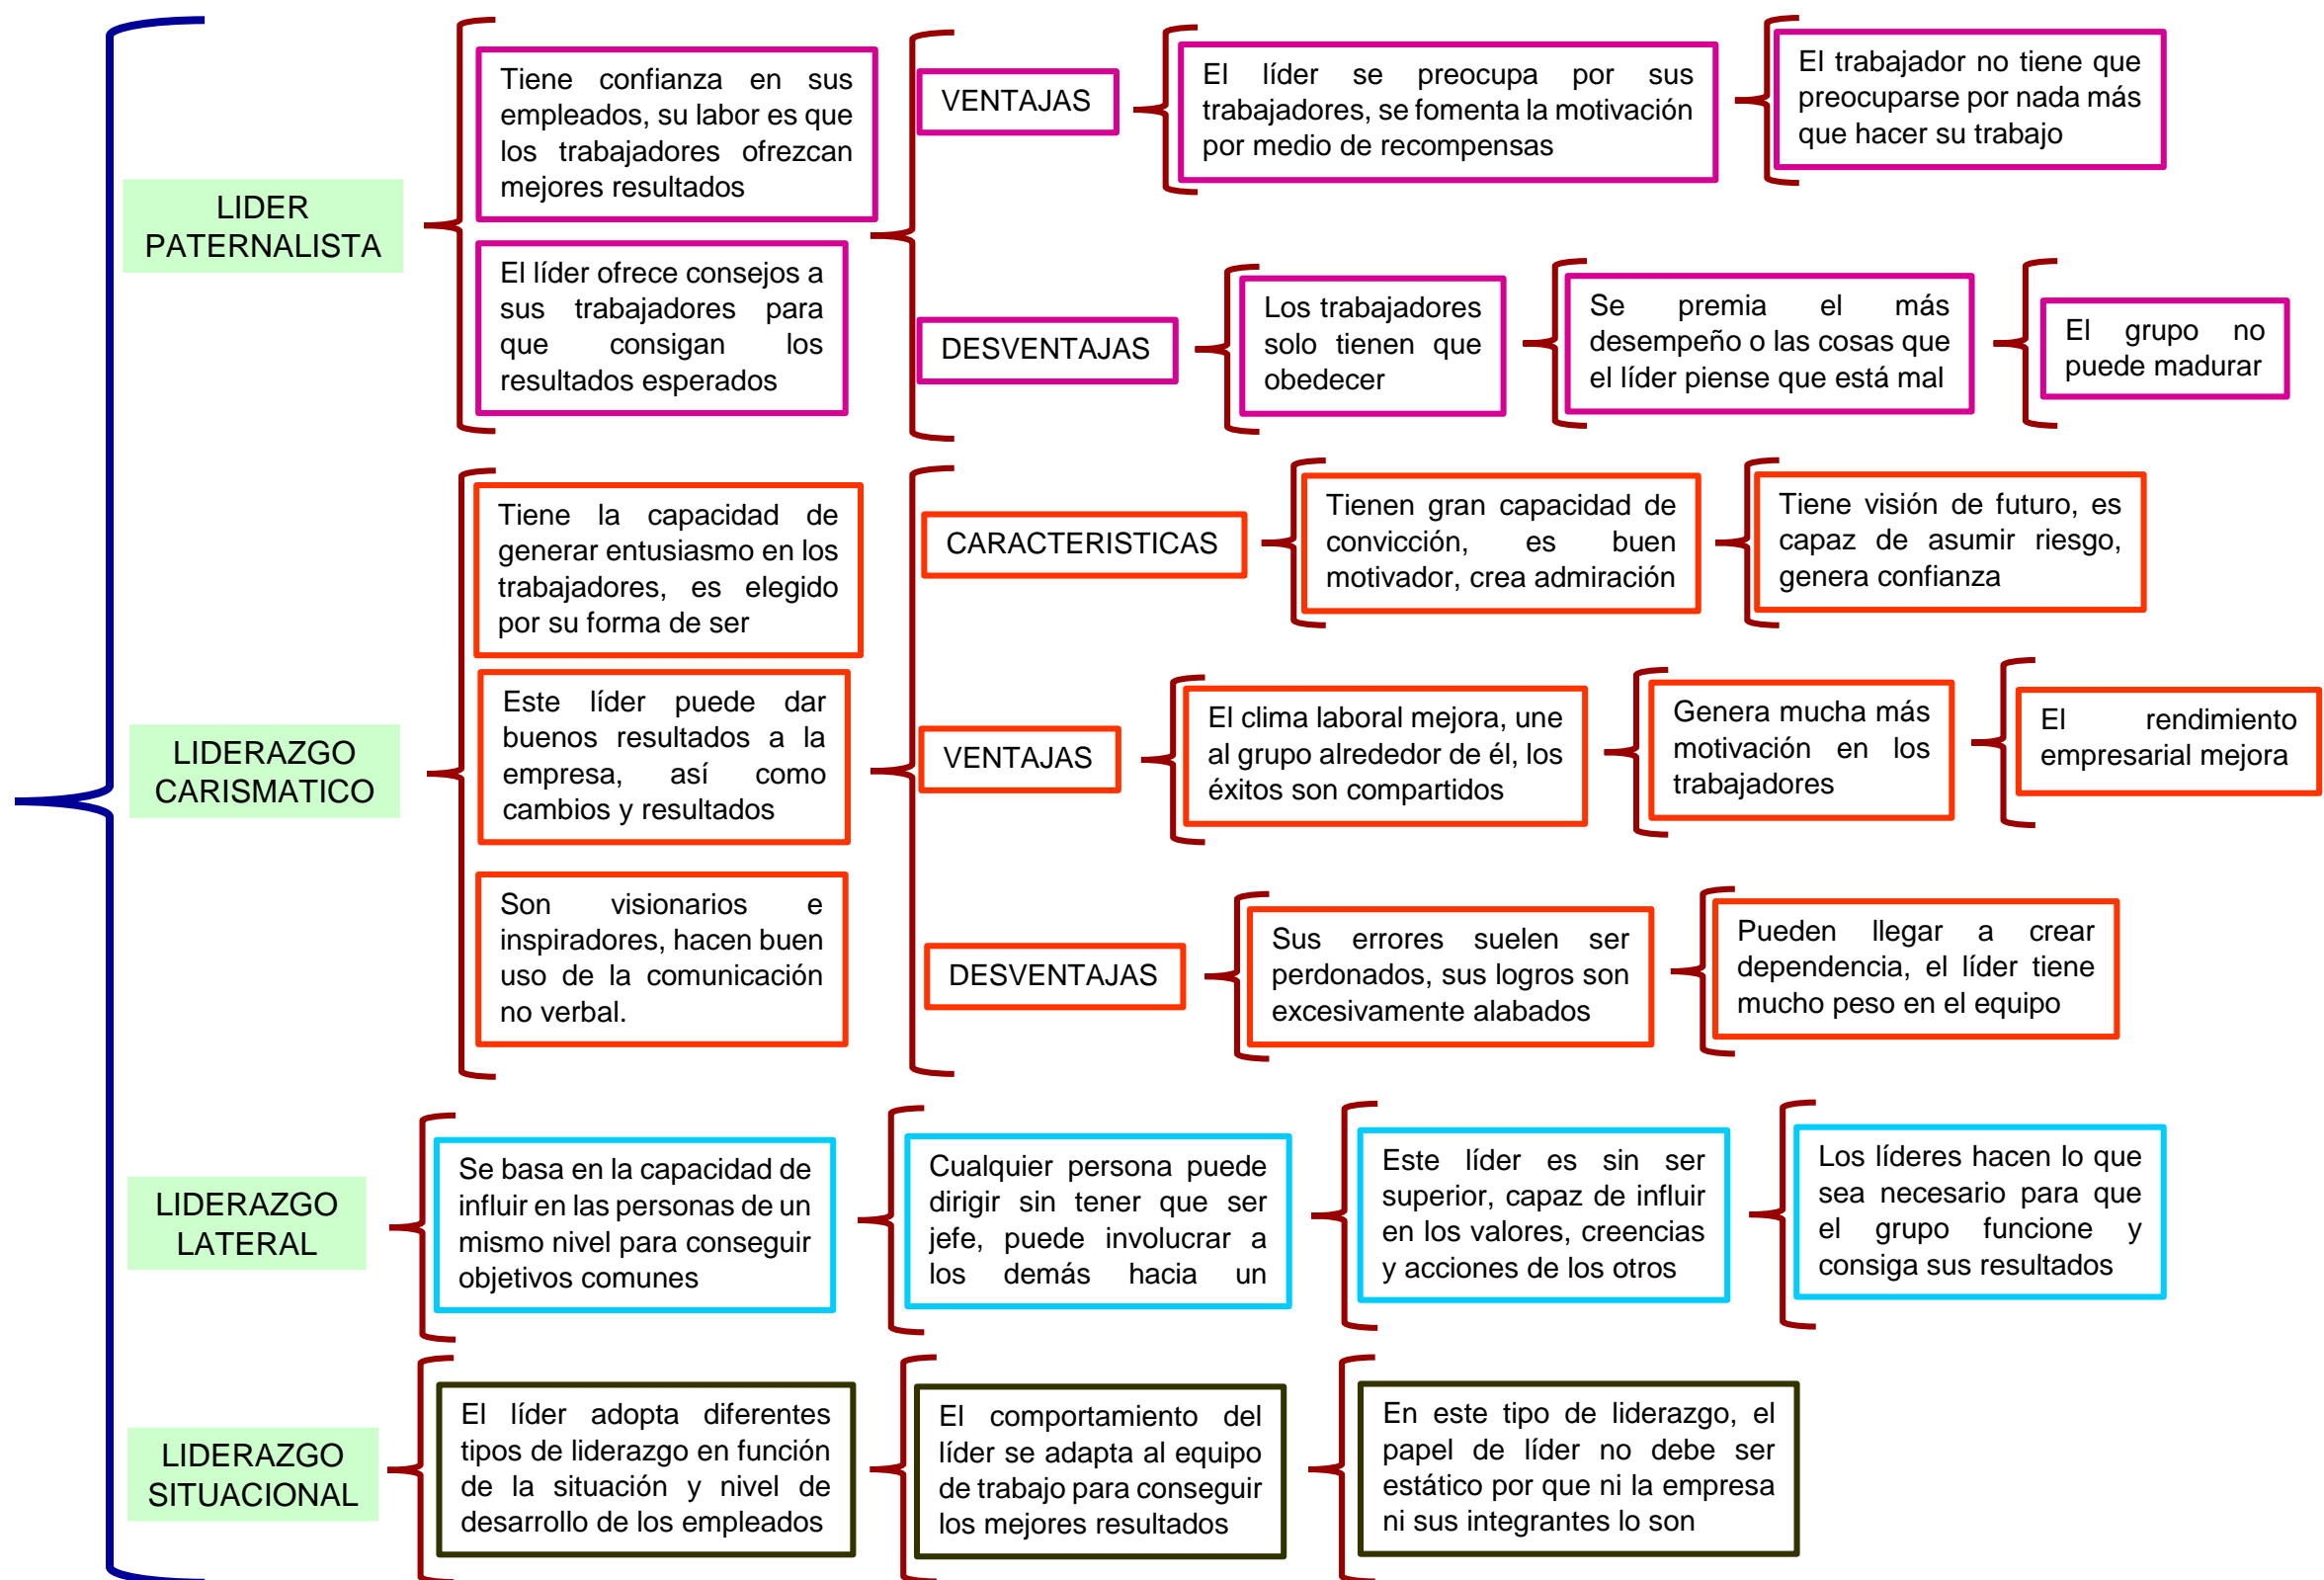 LIDER
PATERNALISTA
Tiene confianza en sus
empleados, su labor es que
los trabajadores ofrezcan
mejores resultados
El líder ofrece consejos a
sus trabajadores para
que consigan los
resultados esperados
VENTAJAS
El líder se preocupa por sus
trabajadores, se fomenta la motivación
por medio de recompensas
El trabajador no tiene que
preocuparse por nada más
que hacer su trabajo
DESVENTAJAS
Los trabajadores
solo tienen que
obedecer
Se premia el más
desempeño o las cosas que
el líder piense que está mal
El grupo no
puede madurar
LIDERAZGO
CARISMATICO
Tiene la capacidad de
generar entusiasmo en los
trabajadores, es elegido
por su forma de ser
Este líder puede dar
buenos resultados a la
empresa, así como
cambios y resultados
Son visionarios e
inspiradores, hacen buen
uso de la comunicación
no verbal.
CARACTERISTICAS
Tienen gran capacidad de
convicción, es buen
motivador, crea admiración
Tiene visión de futuro, es
capaz de asumir riesgo,
genera confianza
VENTAJAS
El clima laboral mejora, une
al grupo alrededor de él, los
éxitos son compartidos
Genera mucha más
motivación en los
trabajadores
El rendimiento
empresarial mejora
DESVENTAJAS
Sus errores suelen ser
perdonados, sus logros son
excesivamente alabados
Pueden llegar a crear
dependencia, el líder tiene
mucho peso en el equipo
LIDERAZGO
LATERAL
Se basa en la capacidad de
influir en las personas de un
mismo nivel para conseguir
objetivos comunes
Cualquier persona puede
dirigir sin tener que ser
jefe, puede involucrar a
los demás hacia un
Este líder es sin ser
superior, capaz de influir
en los valores, creencias
y acciones de los otros
Los líderes hacen lo que
sea necesario para que
el grupo funcione y
consiga sus resultados
LIDERAZGO
SITUACIONAL
El líder adopta diferentes
tipos de liderazgo en función
de la situación y nivel de
desarrollo de los empleados
El comportamiento del
líder se adapta al equipo
de trabajo para conseguir
los mejores resultados
En este tipo de liderazgo, el
papel de líder no debe ser
estático por que ni la empresa
ni sus integrantes lo son